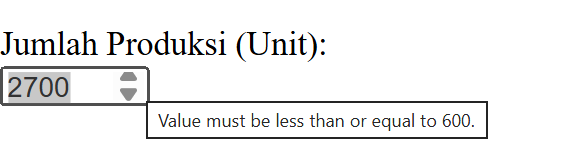 Jumlah Produksi (Unit):
2700
Value must be less than or equal to 600.